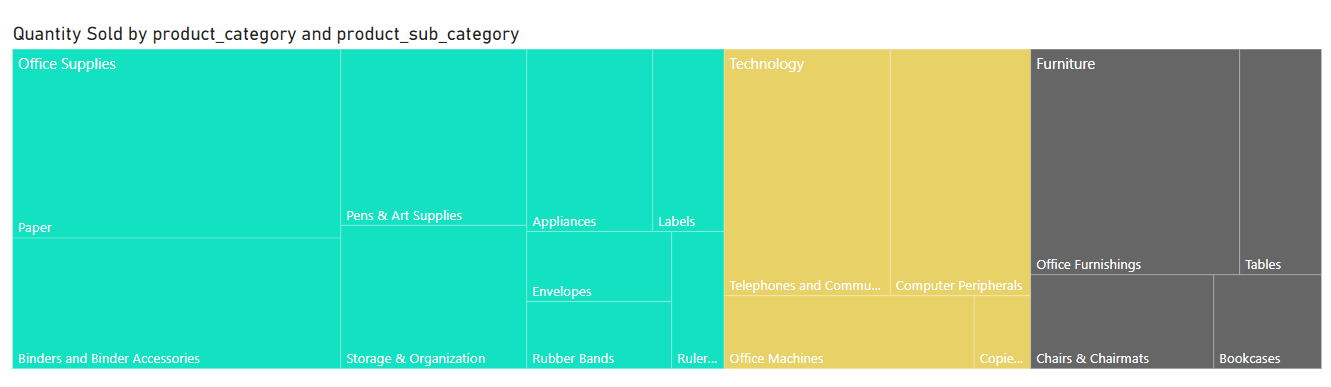 Quantity Sold by product_category and product_sub_category
Office Supplies
Paper
Binders and Binder Accessories
Pens & Art Supplies
Storage & Organization
Appliances
Labels
Envelopes
Rubber Bands
Ruler...
Technology
Telephones and Commu...
Computer Peripherals
Office Machines
Copie...
Furniture
Office Furnishings
Tables
Chairs & Chairmats
Bookcases